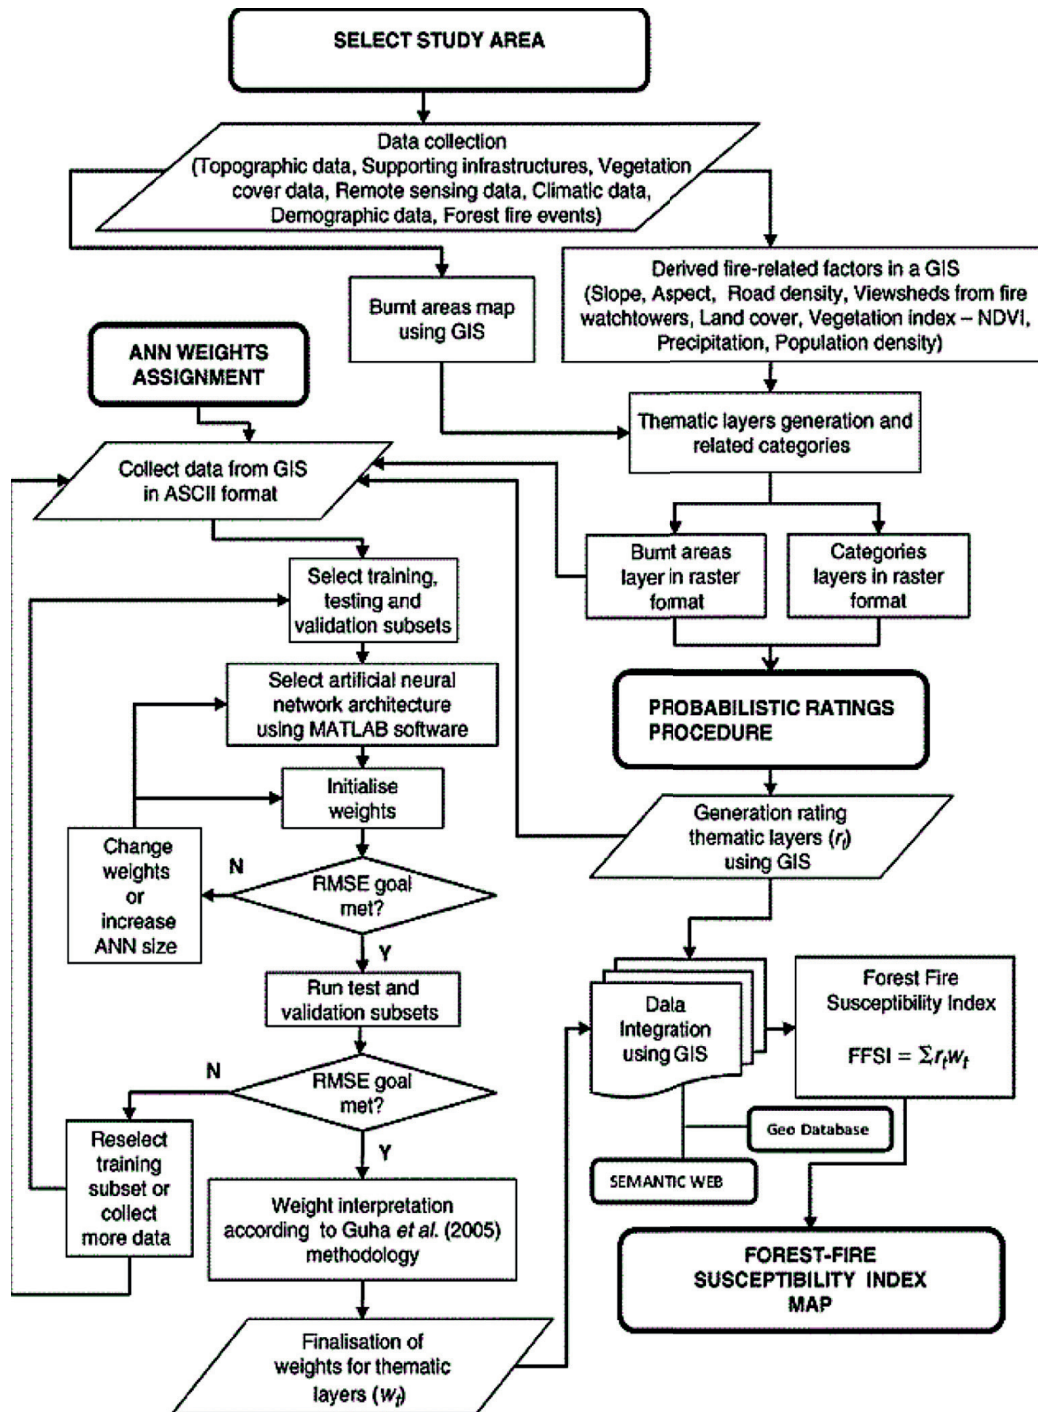 SELECT STUDY AREA
Data collection
(Topographic data, Supporting infrastructures, Vegetation
cover data, Remote sensing data, Climatic data,
Demographic data, Forest fire events)
Burnt areas map
using GIS
Derived fire-related factors in a GIS
(Slope, Aspect, Road density, Viewsheds from fire
watchtowers, Land cover, Vegetation index – NDVI,
Precipitation, Population density)
ANN WEIGHTS
ASSIGNMENT
Thematic layers generation and
related categories
Collect data from GIS
in ASCII format
Burnt areas
layer in raster
format
Categories
layers in raster
format
Select training,
testing and
validation subsets
Select artificial neural
network architecture
using MATLAB software
PROBABILISTIC RATINGS
PROCEDURE
Initialise
weights
Generation rating
thematic layers (rₜ)
using GIS
Change
weights
or
increase
ANN size
N
RMSE goal
met?
Y
Run test and
validation subsets
Data
Integration
using GIS
Forest Fire
Susceptibility Index
FFSI = Σrₜwₜ
N
RMSE goal
met?
Y
Geo Database
SEMANTIC WEB
Reselect
training
subset or
collect
more data
Weight interpretation
according to Guha et al. (2005)
methodology
FOREST-FIRE
SUSCEPTIBILITY INDEX
MAP
Finalisation of
weights for thematic
layers (wₜ)